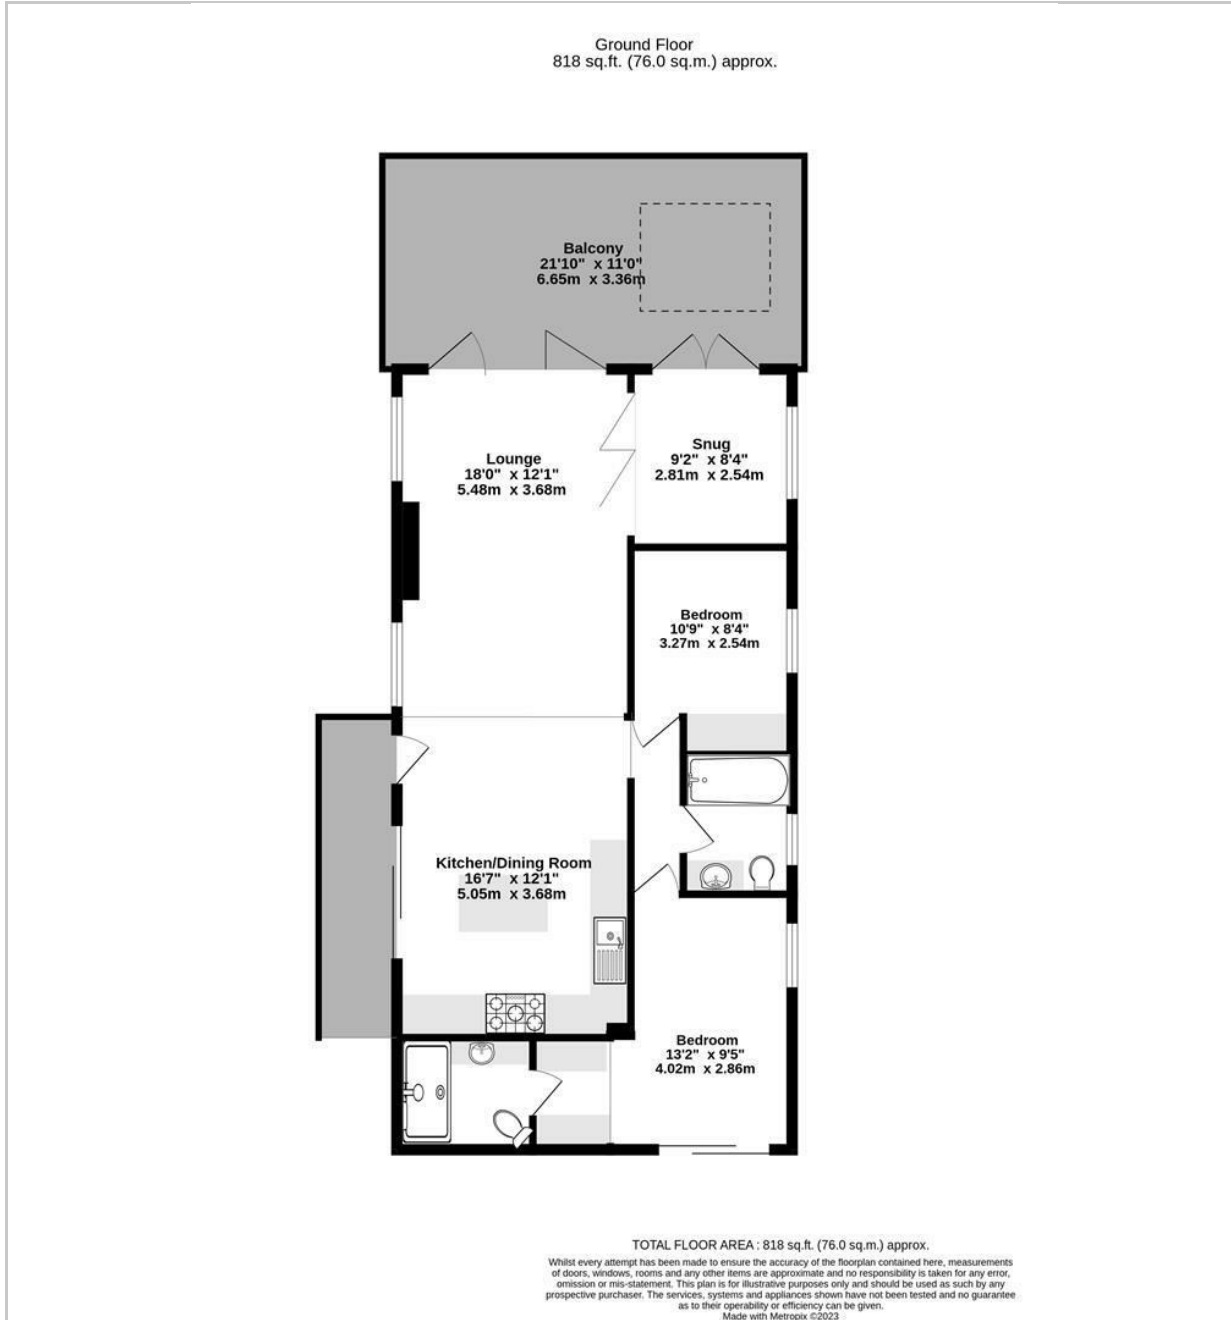 Ground Floor
818 sq.ft. (76.0 sq.m.) approx.
Balcony
21'10" x 11'0"
6.65m x 3.36m
Lounge
18'0" x 12'1"
5.48m x 3.68m
Snug
9'2" x 8'4"
2.81m x 2.54m
Bedroom
10'9" x 8'4"
3.27m x 2.54m
Kitchen/Dining Room
16'7" x 12'1"
5.05m x 3.68m
Bedroom
13'2" x 9'5"
4.02m x 2.86m
TOTAL FLOOR AREA : 818 sq.ft. (76.0 sq.m.) approx.
Whilst every attempt has been made to ensure the accuracy of the floorplan contained here, measurements
of doors, windows, rooms and any other items are approximate and no responsibility is taken for any error,
omission or mis-statement. This plan is for illustrative purposes only and should be used as such by any
prospective purchaser. The services, systems and appliances shown have not been tested and no guarantee
as to their operability or efficiency can be given.
Made with Metropix ©2023